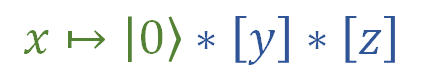 x ↦ |0⟩ ∗ [y] ∗ [z]